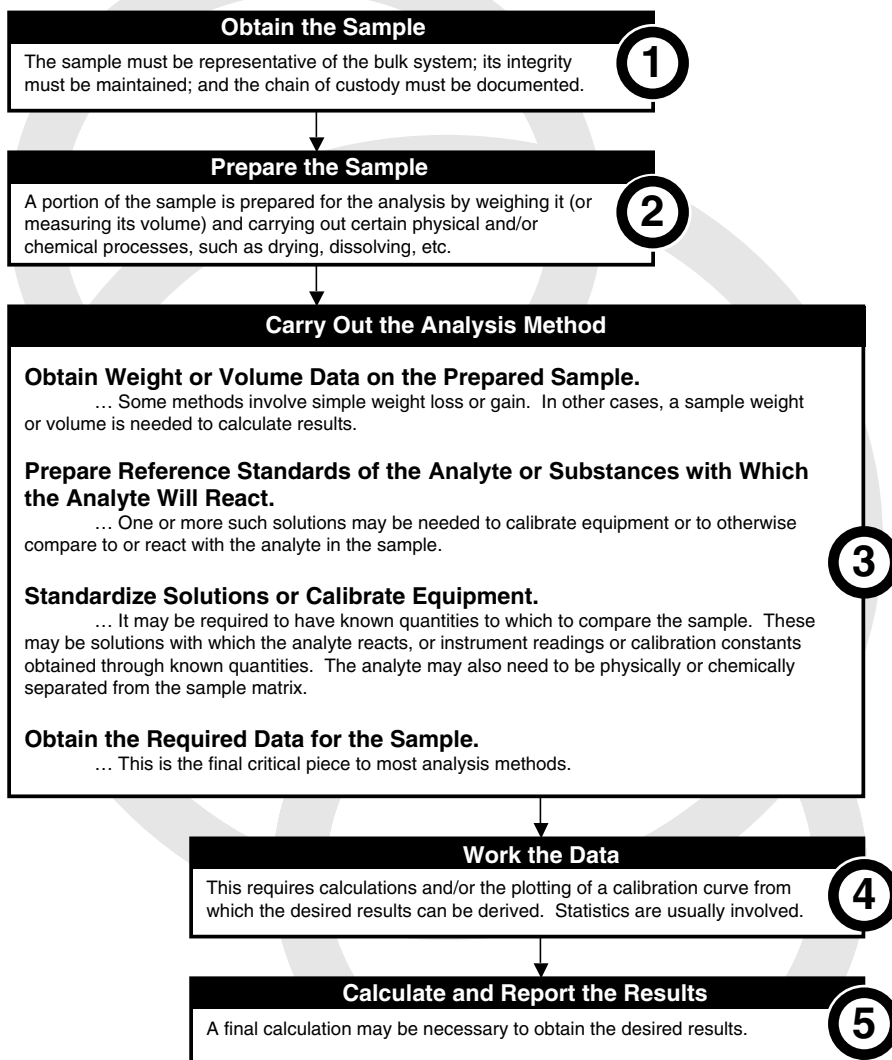 Obtain the Sample
The sample must be representative of the bulk system; its integrity
must be maintained; and the chain of custody must be documented.
1
Prepare the Sample
A portion of the sample is prepared for the analysis by weighing it (or
measuring its volume) and carrying out certain physical and/or
chemical processes, such as drying, dissolving, etc.
2
Carry Out the Analysis Method
Obtain Weight or Volume Data on the Prepared Sample.
… Some methods involve simple weight loss or gain. In other cases, a sample weight
or volume is needed to calculate results.
Prepare Reference Standards of the Analyte or Substances with Which
the Analyte Will React.
… One or more such solutions may be needed to calibrate equipment or to otherwise
compare to or react with the analyte in the sample.
Standardize Solutions or Calibrate Equipment.
… It may be required to have known quantities to which to compare the sample. These
may be solutions with which the analyte reacts, or instrument readings or calibration constants
obtained through known quantities. The analyte may also need to be physically or chemically
separated from the sample matrix.
Obtain the Required Data for the Sample.
… This is the final critical piece to most analysis methods.
3
Work the Data
This requires calculations and/or the plotting of a calibration curve from
which the desired results can be derived. Statistics are usually involved.
4
Calculate and Report the Results
A final calculation may be necessary to obtain the desired results.
5